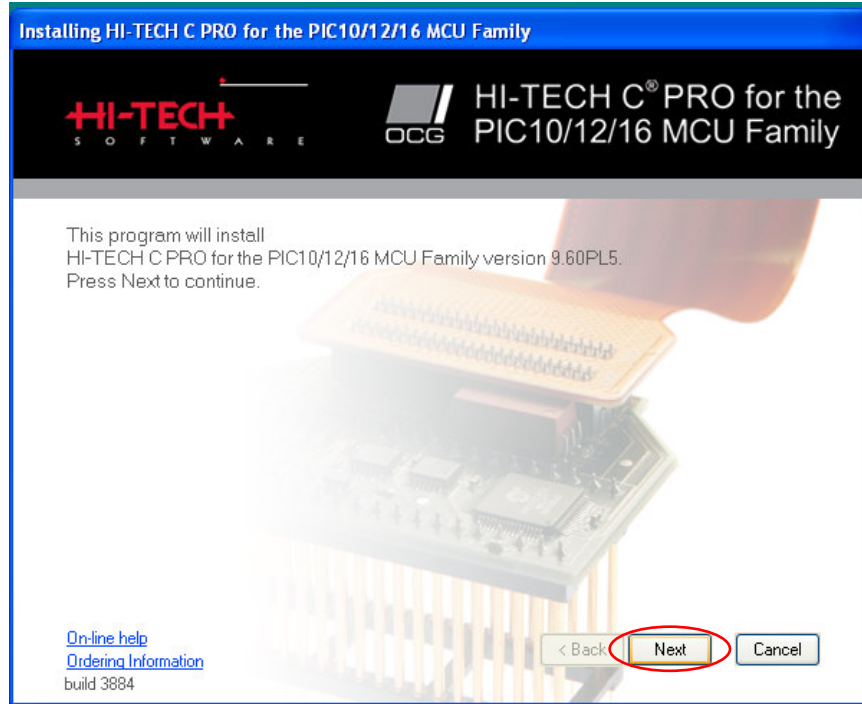 Installing HI-TECH C PRO for the PIC10/12/16 MCU Family
HI-TECH
SOFTWARE
OCG
HI-TECH C® PRO for the
PIC10/12/16 MCU Family
This program will install
HI-TECH C PRO for the PIC10/12/16 MCU Family version 9.60PL5.
Press Next to continue.
On-line help
Ordering Information
build 3884
< Back
Next
Cancel